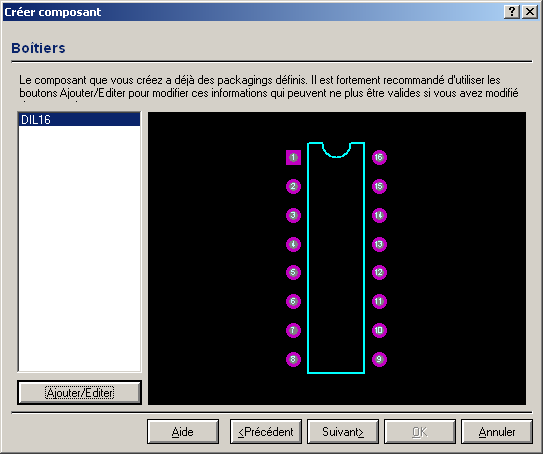 Créer composant
Boîtiers
Le composant que vous créez a déjà des packagings définis. Il est fortement recommandé d'utiliser les
boutons Ajouter/Editer pour modifier ces informations qui peuvent ne plus être valides si vous avez modifié
DIL16
1 16
2 15
3 14
4 13
5 12
6 11
7 10
8 9
Ajouter/Editer
Aide <Précédent Suivant> OK Annuler